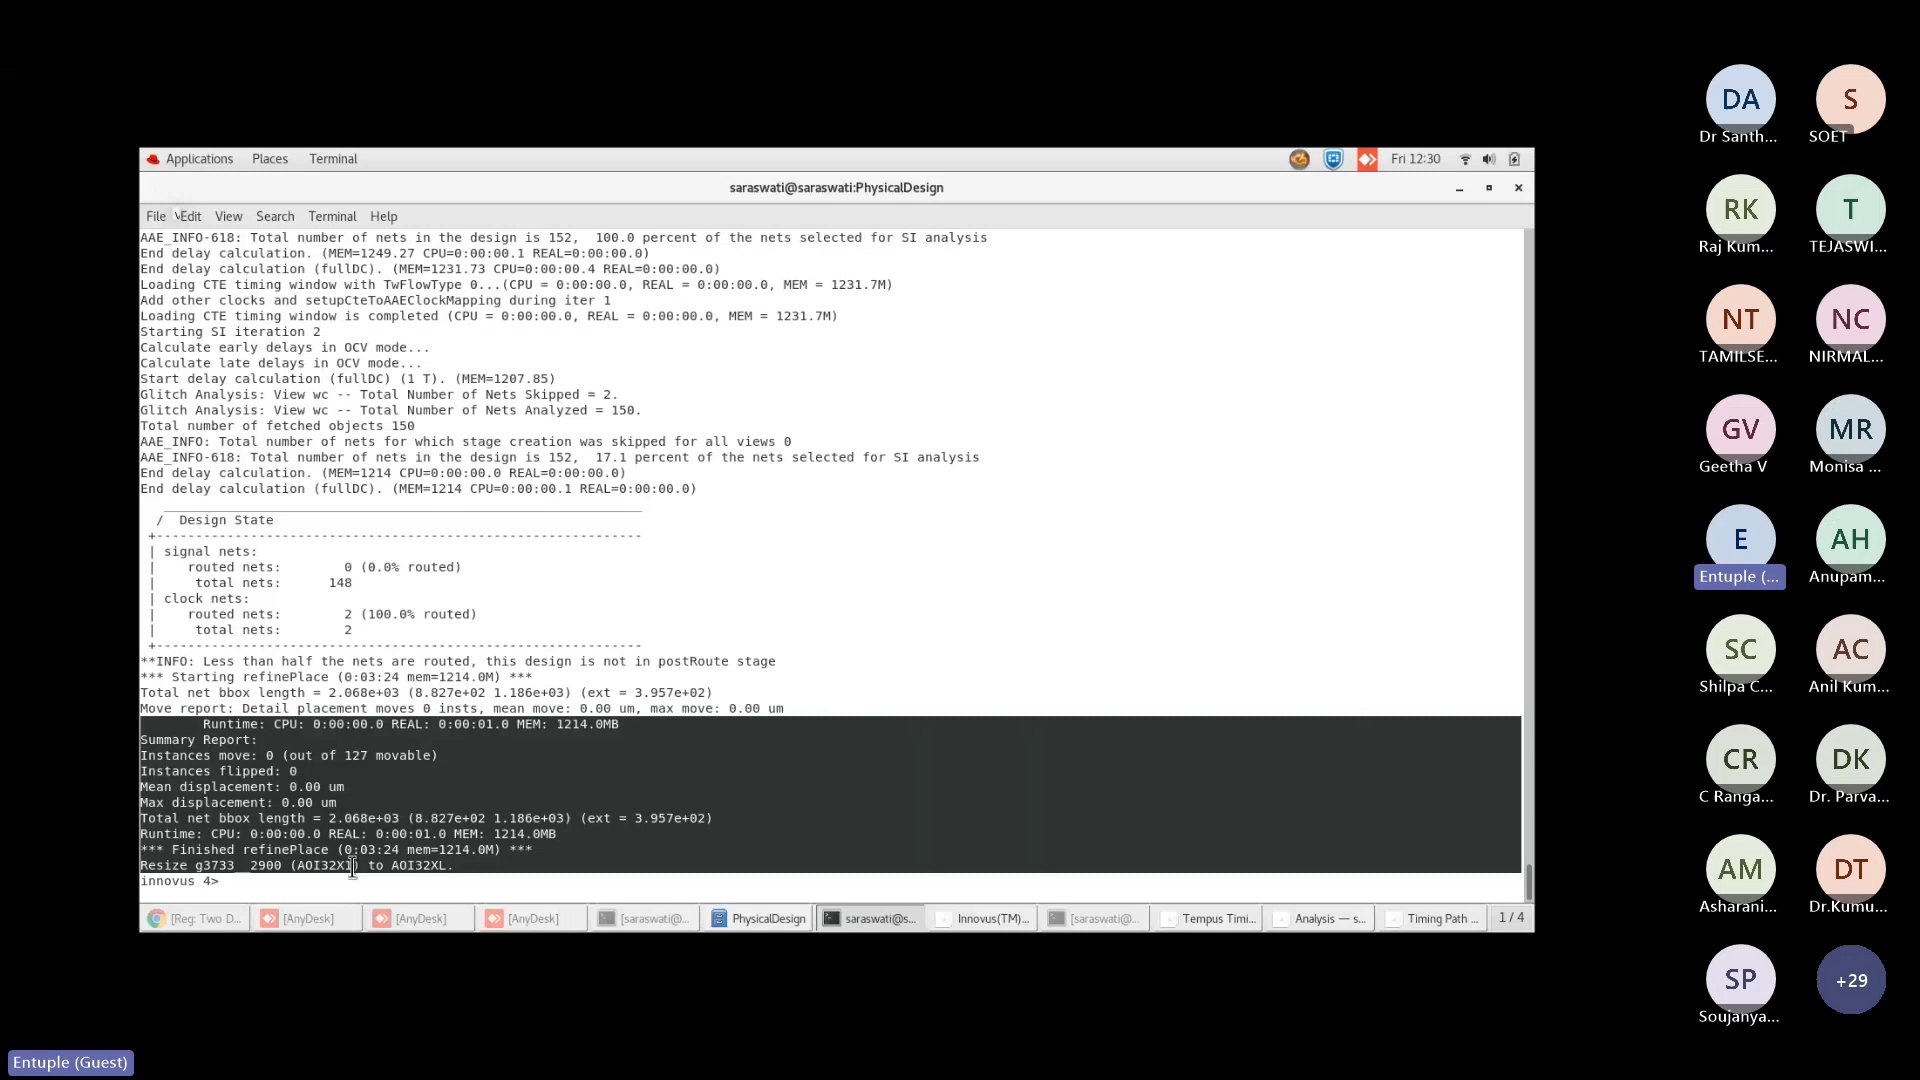 Applications Places Terminal Fri 12:30
saraswati@saraswati:PhysicalDesign
File Edit View Search Terminal Help
AAE_INFO-618: Total number of nets in the design is 152,  100.0 percent of the nets selected for SI analysis
End delay calculation. (MEM=1249.27 CPU=0:00:00.1 REAL=0:00:00.0)
End delay calculation (fullDC). (MEM=1231.73 CPU=0:00:00.4 REAL=0:00:00.0)
Loading CTE timing window with TwFlowType 0...(CPU = 0:00:00.0, REAL = 0:00:00.0, MEM = 1231.7M)
Add other clocks and setupCteToAAEClockMapping during iter 1
Loading CTE timing window is completed (CPU = 0:00:00.0, REAL = 0:00:00.0, MEM = 1231.7M)
Starting SI iteration 2
Calculate early delays in OCV mode...
Calculate late delays in OCV mode...
Start delay calculation (fullDC) (1 T). (MEM=1207.85)
Glitch Analysis: View wc -- Total Number of Nets Skipped = 2.
Glitch Analysis: View wc -- Total Number of Nets Analyzed = 150.
Total number of fetched objects 150
AAE_INFO: Total number of nets for which stage creation was skipped for all views 0
AAE_INFO-618: Total number of nets in the design is 152,  17.1 percent of the nets selected for SI analysis
End delay calculation. (MEM=1214 CPU=0:00:00.0 REAL=0:00:00.0)
End delay calculation (fullDC). (MEM=1214 CPU=0:00:00.1 REAL=0:00:00.0)
/  Design State
+--------------------------------------------------------------
| signal nets:
|    routed nets:        0 (0.0% routed)
|     total nets:      148
| clock nets:
|    routed nets:        2 (100.0% routed)
|     total nets:        2
+--------------------------------------------------------------
**INFO: Less than half the nets are routed, this design is not in postRoute stage
*** Starting refinePlace (0:03:24 mem=1214.0M) ***
Total net bbox length = 2.068e+03 (8.827e+02 1.186e+03) (ext = 3.957e+02)
Move report: Detail placement moves 0 insts, mean move: 0.00 um, max move: 0.00 um
Runtime: CPU: 0:00:00.0 REAL: 0:00:01.0 MEM: 1214.0MB
Summary Report:
Instances move: 0 (out of 127 movable)
Instances flipped: 0
Mean displacement: 0.00 um
Max displacement: 0.00 um
Total net bbox length = 2.068e+03 (8.827e+02 1.186e+03) (ext = 3.957e+02)
Runtime: CPU: 0:00:00.0 REAL: 0:00:01.0 MEM: 1214.0MB
*** Finished refinePlace (0:03:24 mem=1214.0M) ***
Resize g3733__2900 (AOI32X1) to AOI32XL.
innovus 4>
[Reg: Two D... [AnyDesk] [AnyDesk] [AnyDesk] [saraswati@... PhysicalDesign saraswati@s... Innovus(TM)... [saraswati@... Tempus Timi... Analysis — s... Timing Path ... 1 / 4
DA S
Dr Santh... SOET
RK T
Raj Kum... TEJASWI...
NT NC
TAMILSE... NIRMAL...
GV MR
Geetha V Monisa ...
E AH
Entuple (... Anupam...
SC AC
Shilpa C... Anil Kum...
CR DK
C Ranga... Dr. Parva...
AM DT
Asharani... Dr.Kumu...
SP +29
Soujanya...
Entuple (Guest)